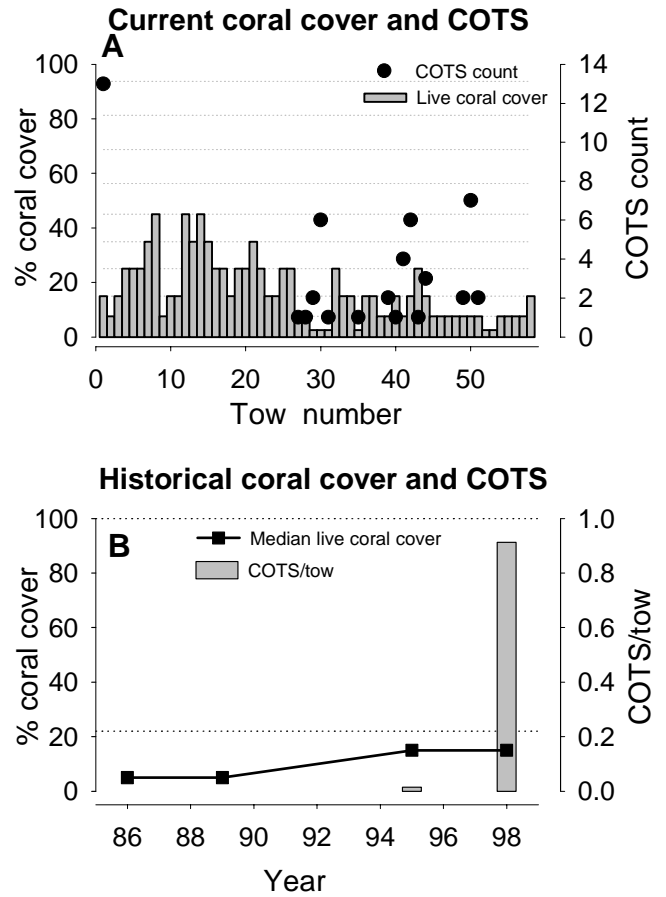 Current coral cover and COTS
A
COTS count
Live coral cover
% coral cover
100
80
60
40
20
0
COTS count
14
12
10
8
6
4
2
0
0 10 20 30 40 50
Tow number
Historical coral cover and COTS
B
Median live coral cover
COTS/tow
% coral cover
100
80
60
40
20
0
COTS/tow
1.0
0.8
0.6
0.4
0.2
0.0
86 88 90 92 94 96 98
Year